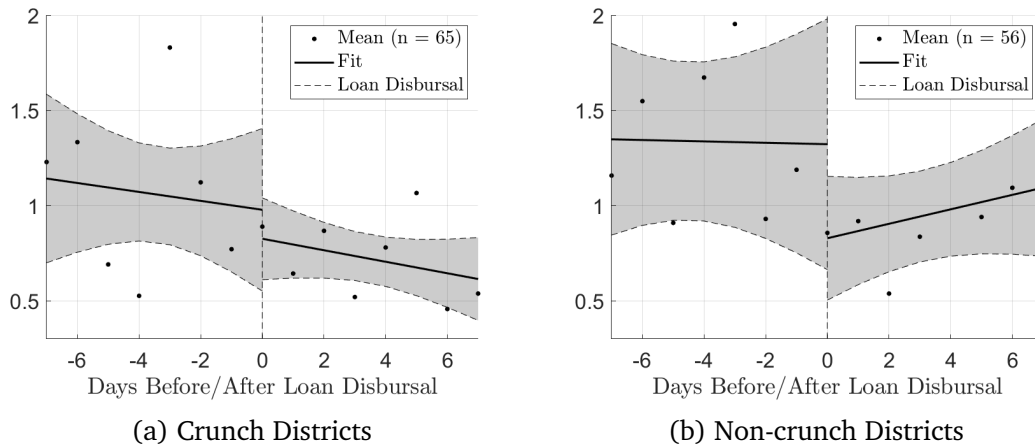 2
1.5
1
0.5
Mean (n = 65)
Fit
Loan Disbursal
-6 -4 -2 0 2 4 6
Days Before/After Loan Disbursal
(a) Crunch Districts
2
1.5
1
0.5
Mean (n = 56)
Fit
Loan Disbursal
-6 -4 -2 0 2 4 6
Days Before/After Loan Disbursal
(b) Non-crunch Districts